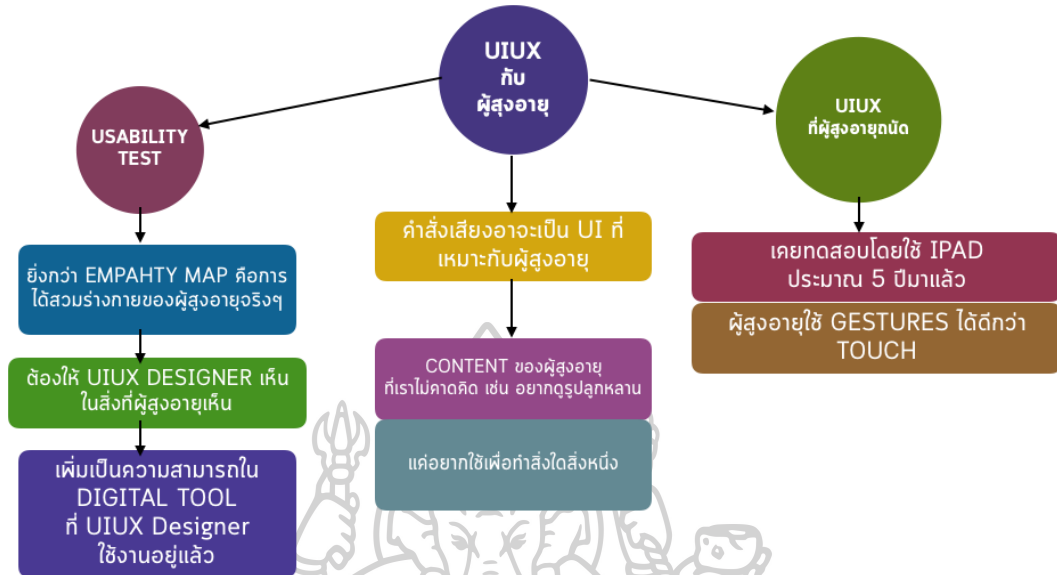 UIUX
กับ
ผู้สุงอายุ
USABILITY
TEST
ยิ่งกว่า EMPAHTY MAP คือการ
ได้สวมร่างกายของผู้สูงอายุจริงๆ
ต้องให้ UIUX DESIGNER เห็น
ในสิ่งที่ผู้สูงอายุเห็น
เพิ่มเป็นความสามารถใน
DIGITAL TOOL
ที่ UIUX Designer
ใช้งานอยู่แล้ว
คำสั่งเสียงอาจะเป็น UI ที่
เหมาะกับผู้สูงอายุ
CONTENT ของผู้สูงอายุ
ที่เราไม่คาดคิด เช่น อยากดูรูปลูกหลาน
แค่อยากใช้เพื่อทำสิ่งใดสิ่งหนึ่ง
UIUX
ที่ผู้สูงอายุถนัด
เคยทดสอบโดยใช้ IPAD
ประมาณ 5 ปีมาแล้ว
ผู้สูงอายุใช้ GESTURES ได้ดีกว่า
TOUCH